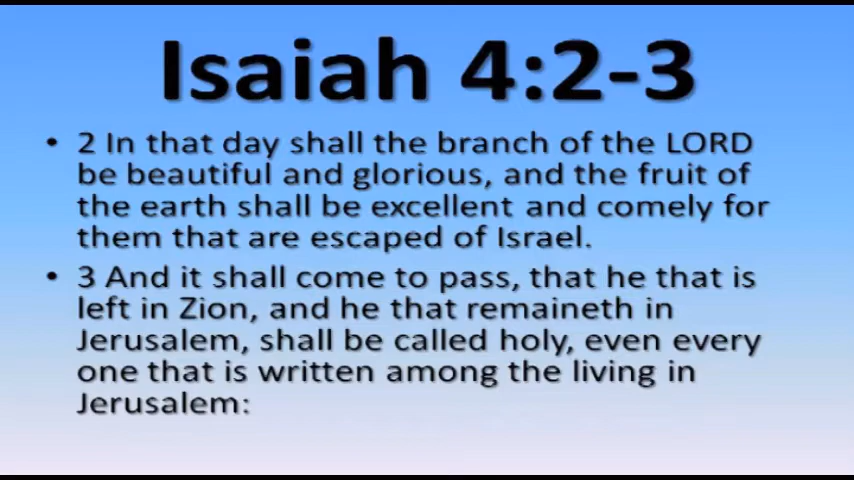 Isaiah 4:2-3
• 2 In that day shall the branch of the LORD
be beautiful and glorious, and the fruit of
the earth shall be excellent and comely for
them that are escaped of Israel.
• 3 And it shall come to pass, that he that is
left in Zion, and he that remaineth in
Jerusalem, shall be called holy, even every
one that is written among the living in
Jerusalem: